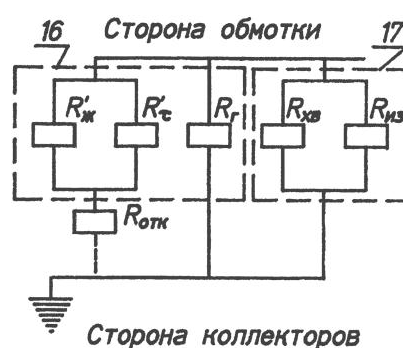 16 Сторона обмотки 17
R'ж R'с Rг Rхв Rиз
Rотк
Сторона коллекторов